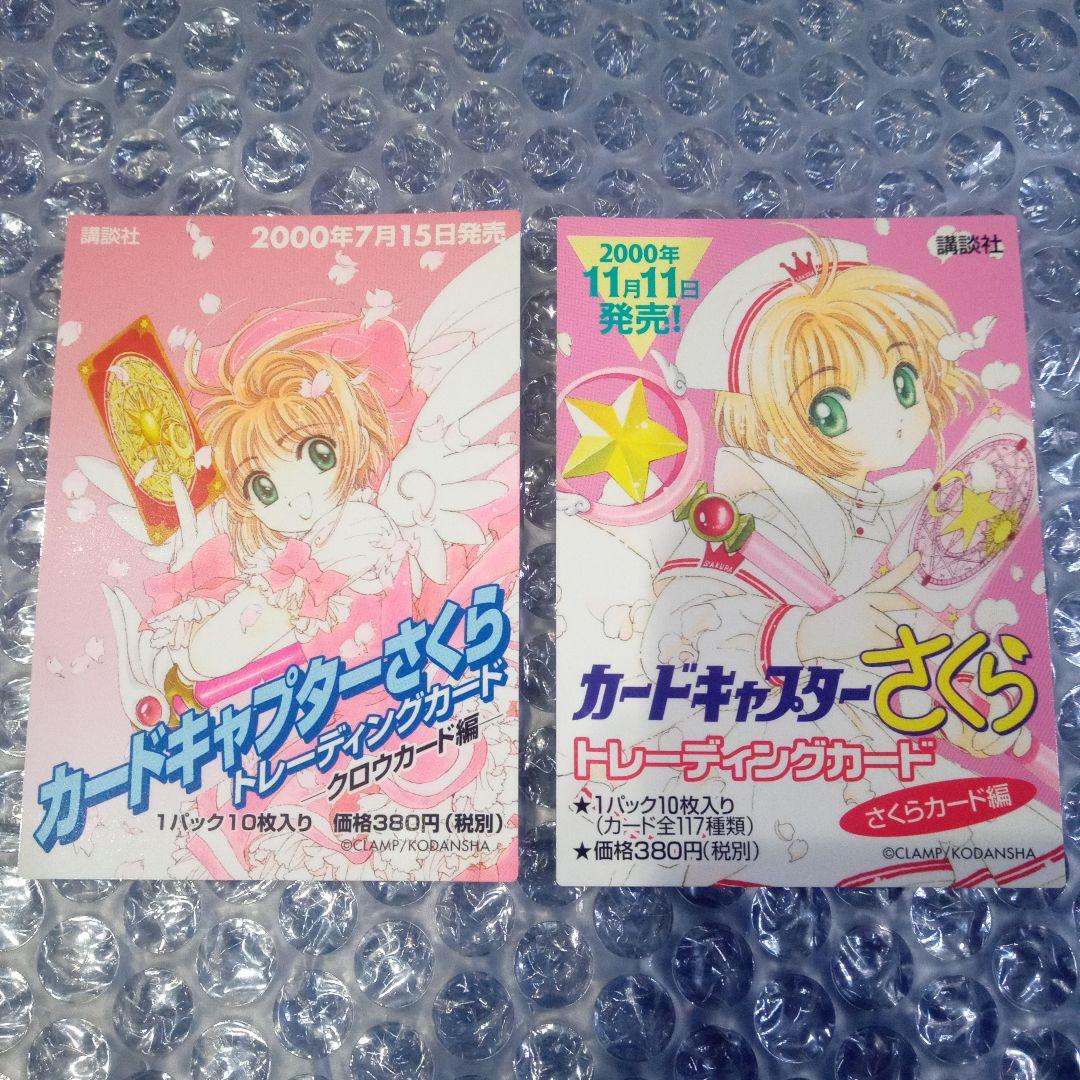 講談社
2000年7月15日発売
カードキャプターさくら
トレーディングカード
クロウカード編
1パック10枚入り 価格380円(税別)
©CLAMP/KODANSHA
2000年
11月11日
発売!
講談社
SAKURA
カードキャプターさくら
トレーディングカード
さくらカード編
★1パック10枚入り
(カード全117種類)
★価格380円(税別)
©CLAMP/KODANSHA